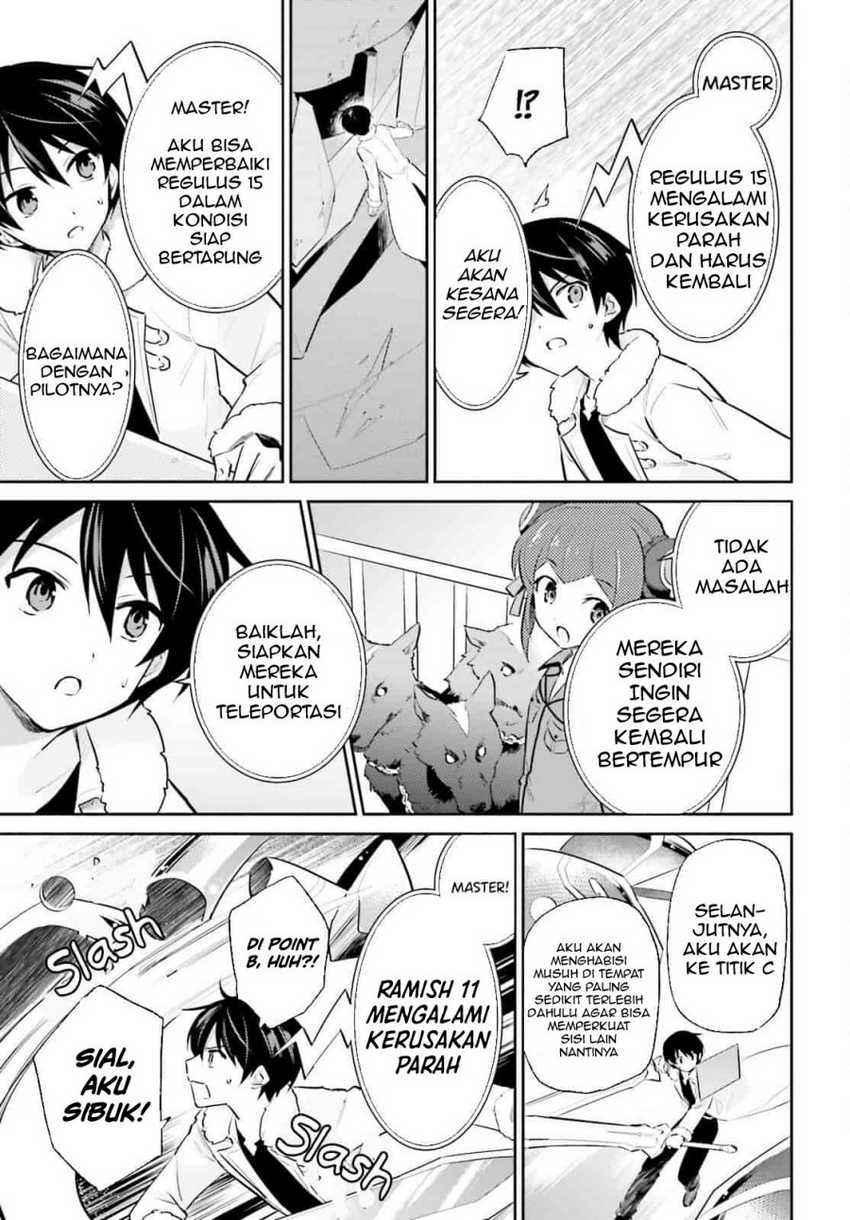 MASTER
REGULUS 15
MENGALAMI
KERUSAKAN
PARAH
DAN HARUS
KEMBALI
!?
AKU AKAN
KESANA
SEGERA!
MASTER!
AKU BISA
MEMPERBAIKI
REGULUS 15
DALAM
KONDISI
SIAP
BERTARUNG
BAGAIMANA
DENGAN
PILOTNYA?
TIDAK
ADA
MASALAH
MEREKA
SENDIRI
INGIN
SEGERA
KEMBALI
BERTEMPUR
BAIKLAH,
SIAPKAN
MEREKA
UNTUK
TELEPORTASI
SELAN-
JUTNYA,
AKU AKAN
KE TITIK C
AKU AKAN
MENGHABISI
MUSUH DI TEMPAT
YANG PALING
SEDIKIT TERLEBIH
DAHULU AGAR BISA
MEMPERKUAT
SISI LAIN
NANTINYA
MASTER!
RAMISH 11
MENGALAMI
KERUSAKAN
PARAH
DI POINT
B, HUH?!
Slash
SIAL,
AKU
SIBUK!
Slash